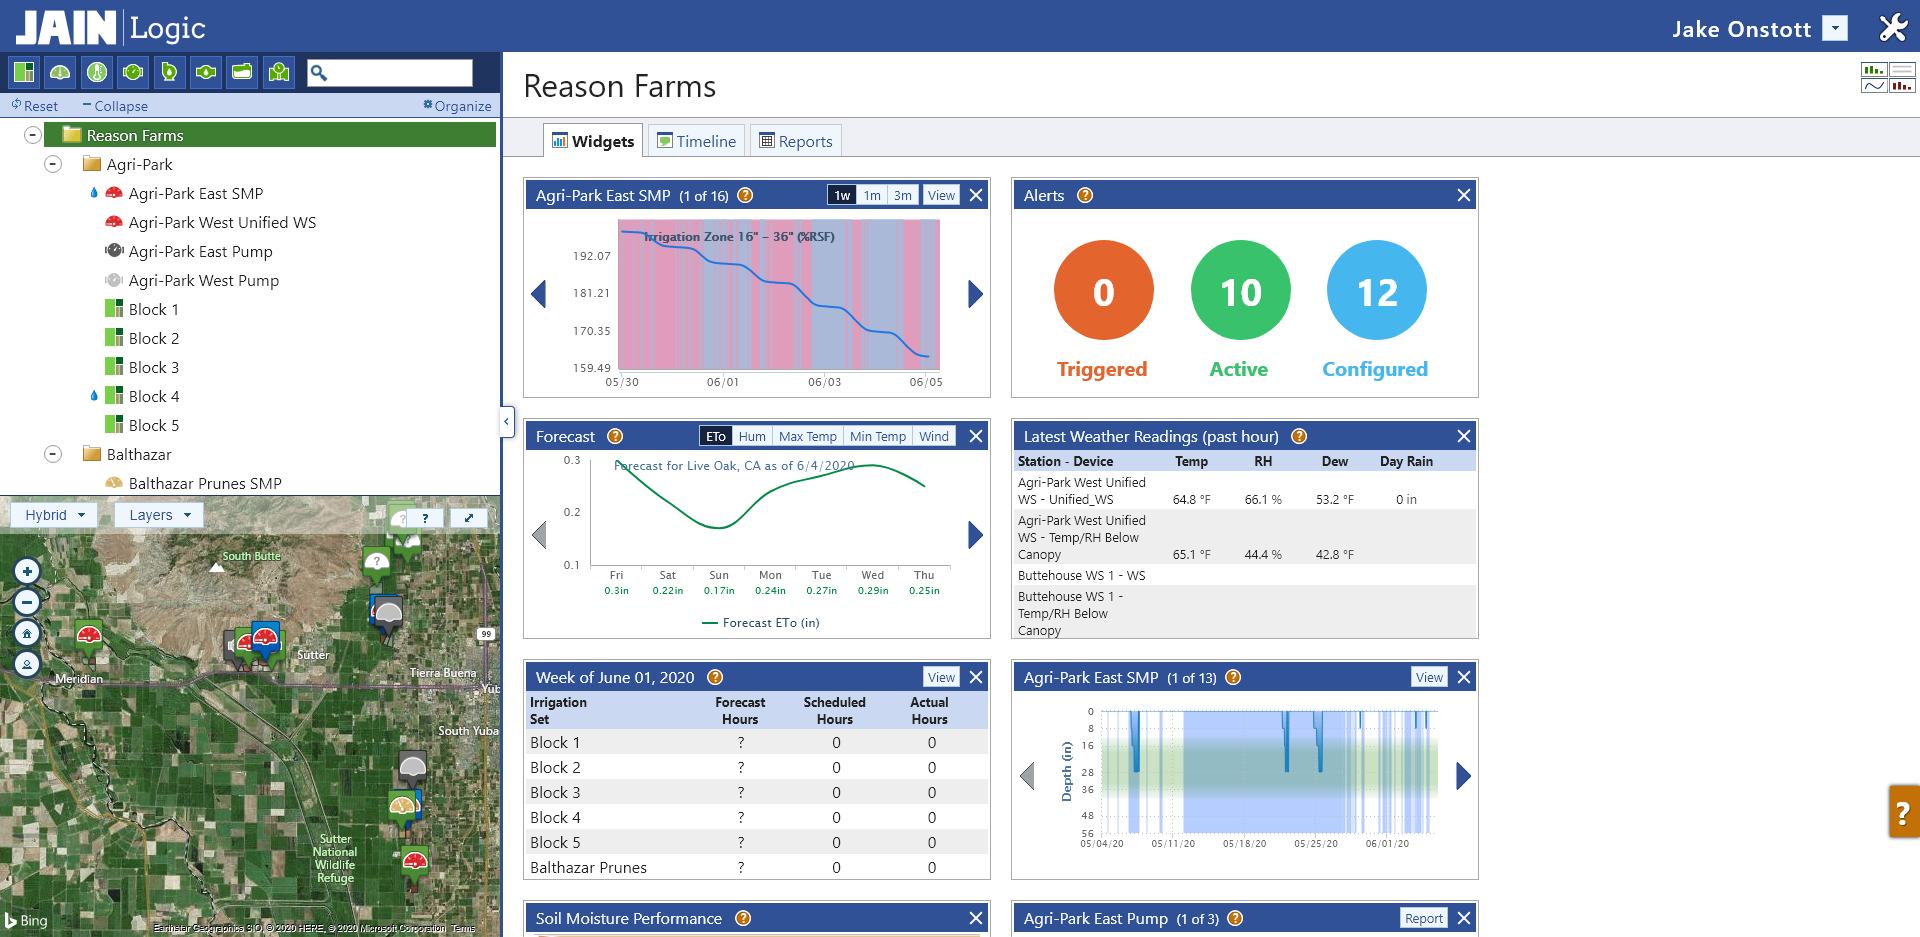 JAIN Logic
Jake Onstott
Reset
Collapse
Organize
Reason Farms
Agri-Park
Agri-Park East SMP
Agri-Park West Unified WS
Agri-Park East Pump
Agri-Park West Pump
Block 1
Block 2
Block 3
Block 4
Block 5
Balthazar
Balthazar Prunes SMP
Hybrid
Layers
?
?
?
South Butte
99
Sutter
Meridian
Tierra Buena
Yub
South Yuba
Sutter
National
Wildlife
Refuge
Bing
Earthstar Geographics SIO, © 2020 HERE, © 2020 Microsoft Corporation Terms
Reason Farms
Widgets
Timeline
Reports
Agri-Park East SMP (1 of 16) ?
1w 1m 3m View
Irrigation Zone 16" – 36" (%RSF)
192.07
181.21
170.35
159.49
05/30 06/01 06/03 06/05
Alerts ?
0 10 12
Triggered Active Configured
Forecast ?
ETo Hum Max Temp Min Temp Wind
Forecast for Live Oak, CA as of 6/4/2020
0.3
0.2
0.1
Fri Sat Sun Mon Tue Wed Thu
0.3in 0.22in 0.17in 0.24in 0.27in 0.29in 0.25in
Forecast ETo (in)
Latest Weather Readings (past hour) ?
Station - Device Temp RH Dew Day Rain
Agri-Park West Unified
WS - Unified_WS 64.8 °F 66.1 % 53.2 °F 0 in
Agri-Park West Unified
WS - Temp/RH Below
Canopy 65.1 °F 44.4 % 42.8 °F
Buttehouse WS 1 - WS
Buttehouse WS 1 -
Temp/RH Below
Canopy
Week of June 01, 2020 ? View
Irrigation Forecast Scheduled Actual
Set Hours Hours Hours
Block 1 ? 0 0
Block 2 ? 0 0
Block 3 ? 0 0
Block 4 ? 0 0
Block 5 ? 0 0
Balthazar Prunes ? 0 0
Agri-Park East SMP (1 of 13) ? View
Depth (in)
0
8
16
28
36
48
56
05/04/20 05/11/20 05/18/20 05/25/20 06/01/20
?
Soil Moisture Performance ?
Agri-Park East Pump (1 of 3) ? Report